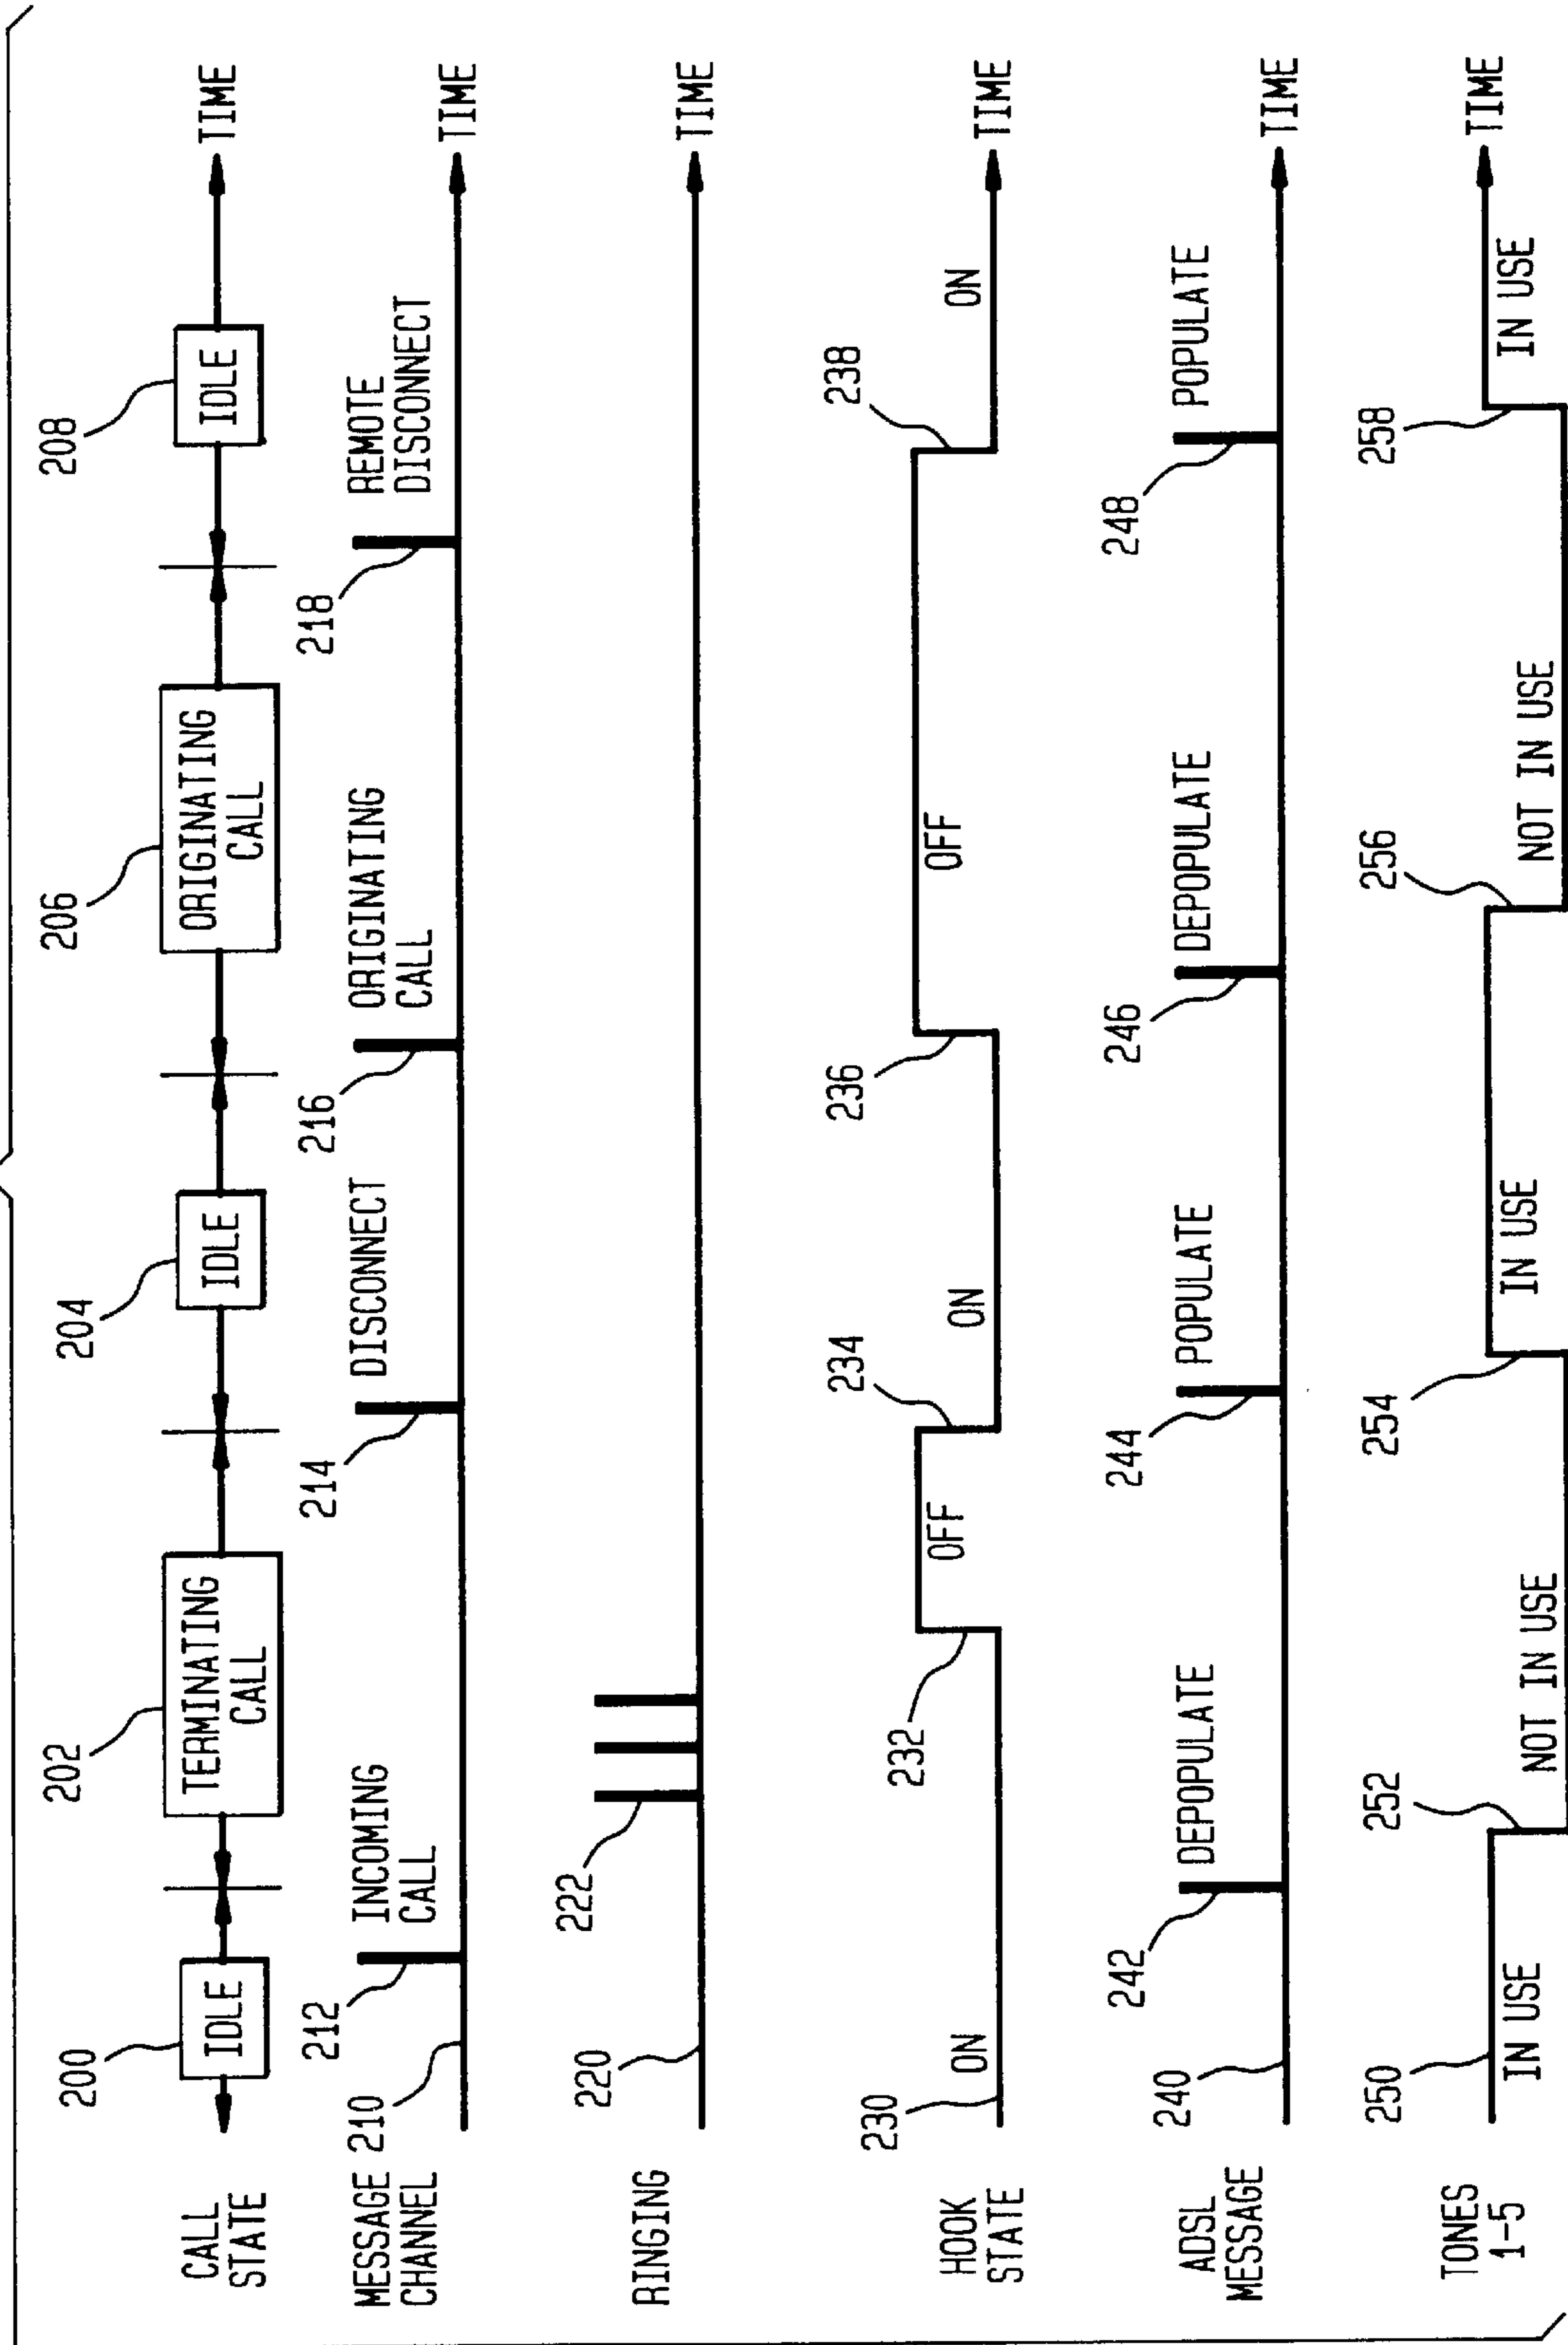 CALL
STATE
200
IDLE
202
TERMINATING
CALL
204
IDLE
206
ORIGINATING
CALL
208
IDLE
TIME
MESSAGE
CHANNEL
210
212
INCOMING
CALL
214
DISCONNECT
216
ORIGINATING
CALL
218
REMOTE
DISCONNECT
TIME
RINGING
220
222
TIME
HOOK
STATE
230
ON
232
OFF
234
ON
236
OFF
238
ON
TIME
ADSL
MESSAGE
240
242
DEPOPULATE
244
POPULATE
246
DEPOPULATE
248
POPULATE
TIME
TONES
1-5
250
IN USE
252
NOT IN USE
254
IN USE
256
NOT IN USE
258
IN USE
TIME